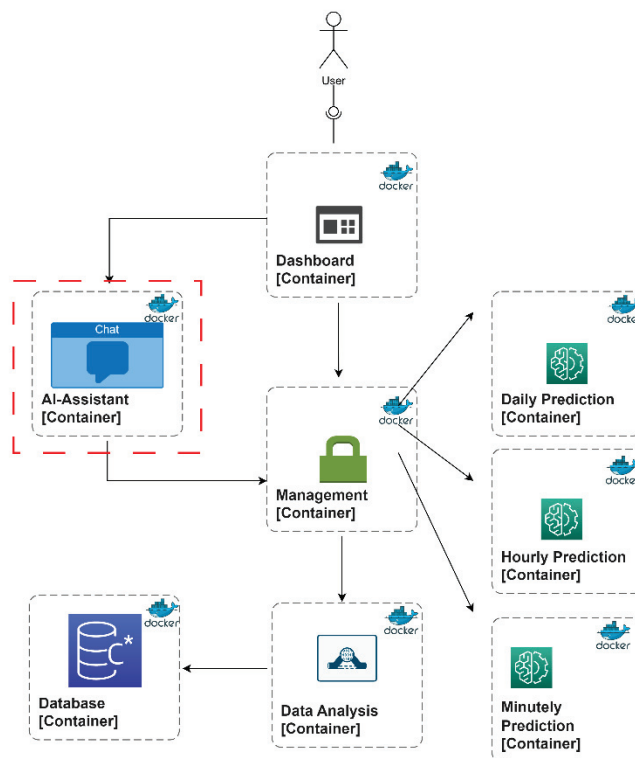 User
docker
Dashboard
[Container]
docker
Chat
AI-Assistant
[Container]
docker
Daily Prediction
[Container]
docker
Management
[Container]
docker
Hourly Prediction
[Container]
docker
Database
[Container]
docker
C*
Data Analysis
[Container]
docker
Minutely
Prediction
[Container]